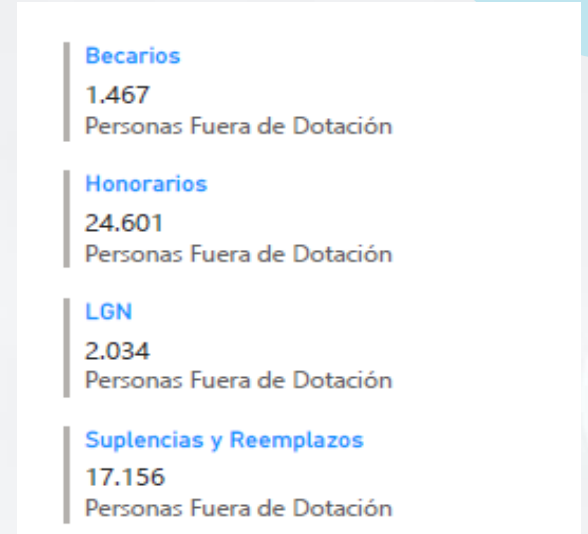 Becarios
1.467
Personas Fuera de Dotación
Honorarios
24.601
Personas Fuera de Dotación
LGN
2.034
Personas Fuera de Dotación
Suplencias y Reemplazos
17.156
Personas Fuera de Dotación